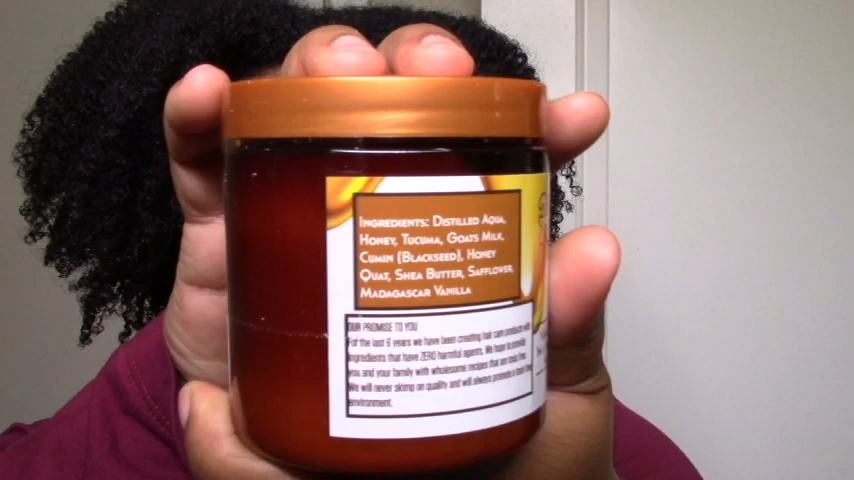 INGREDIENTS: DISTILLED AQUA,
HONEY, TUCUMA, GOATS MILK,
CUMIN (BLACKSEED), HONEY
QUAT, SHEA BUTTER, SAFFLOWER,
MADAGASCAR VANILLA
OUR PROMISE TO YOU
For the last 6 years we have been creating hair care products with
ingredients that have ZERO harmful agents. We hope to provide
you and your family with wholesome recipes that are toxic free.
We will never skimp on quality and will always promote a toxin free
environment.